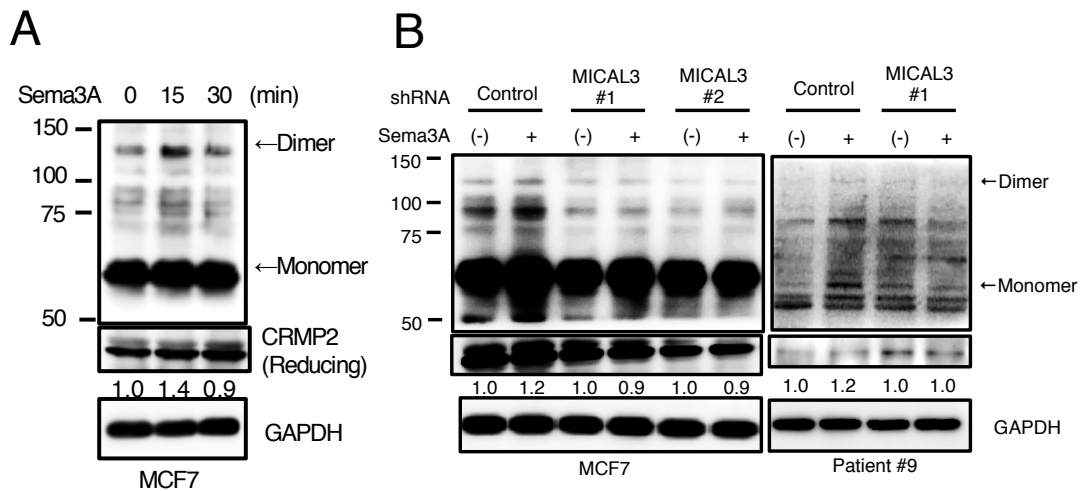 A
Sema3A 0 15 30 (min)
150
←Dimer
100
75
←Monomer
50
CRMP2
(Reducing)
1.0 1.4 0.9
GAPDH
MCF7
B
shRNA Control MICAL3 #1 MICAL3 #2 Control MICAL3 #1
Sema3A (-) + (-) + (-) + (-) + (-) +
150
←Dimer
100
75
←Monomer
50
1.0 1.2 1.0 0.9 1.0 0.9 1.0 1.2 1.0 1.0
GAPDH
MCF7 Patient #9